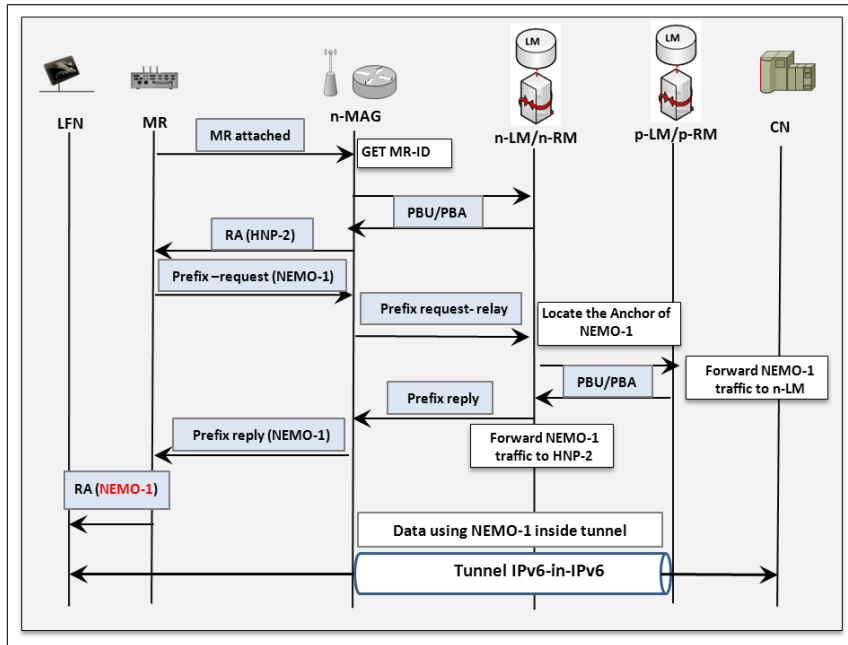 LM
LM
LFN
MR
n-MAG
n-LM/n-RM
p-LM/p-RM
CN
MR attached
GET MR-ID
PBU/PBA
RA (HNP-2)
Prefix –request (NEMO-1)
Prefix request- relay
Locate the Anchor of
NEMO-1
PBU/PBA
Forward NEMO-1
traffic to n-LM
Prefix reply
Prefix reply (NEMO-1)
Forward NEMO-1
traffic to HNP-2
RA (NEMO-1)
Data using NEMO-1 inside tunnel
Tunnel IPv6-in-IPv6